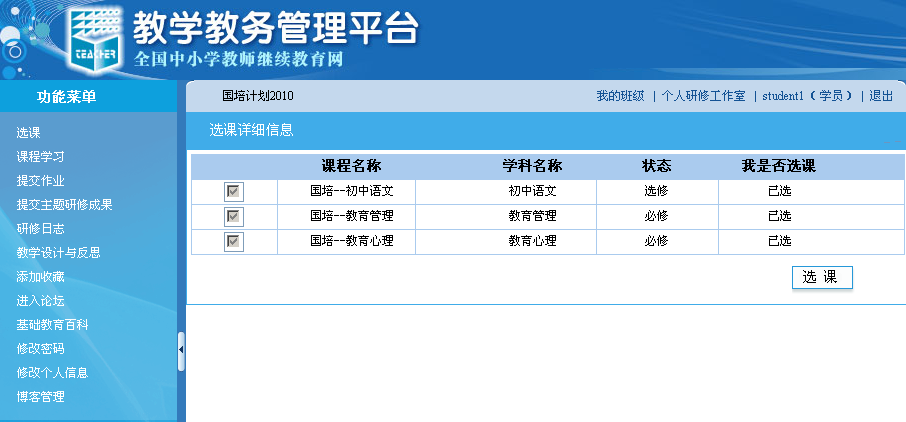 教学教务管理平台
TEACHER
全国中小学教师继续教育网
功能菜单
国培计划2010
我的班级 | 个人研修工作室 | student1（学员） | 退出
选课
课程学习
提交作业
提交主题研修成果
研修日志
教学设计与反思
添加收藏
进入论坛
基础教育百科
修改密码
修改个人信息
博客管理
选课详细信息
课程名称 学科名称 状态 我是否选课
国培--初中语文 初中语文 选修 已选
国培--教育管理 教育管理 必修 已选
国培--教育心理 教育心理 必修 已选
选 课